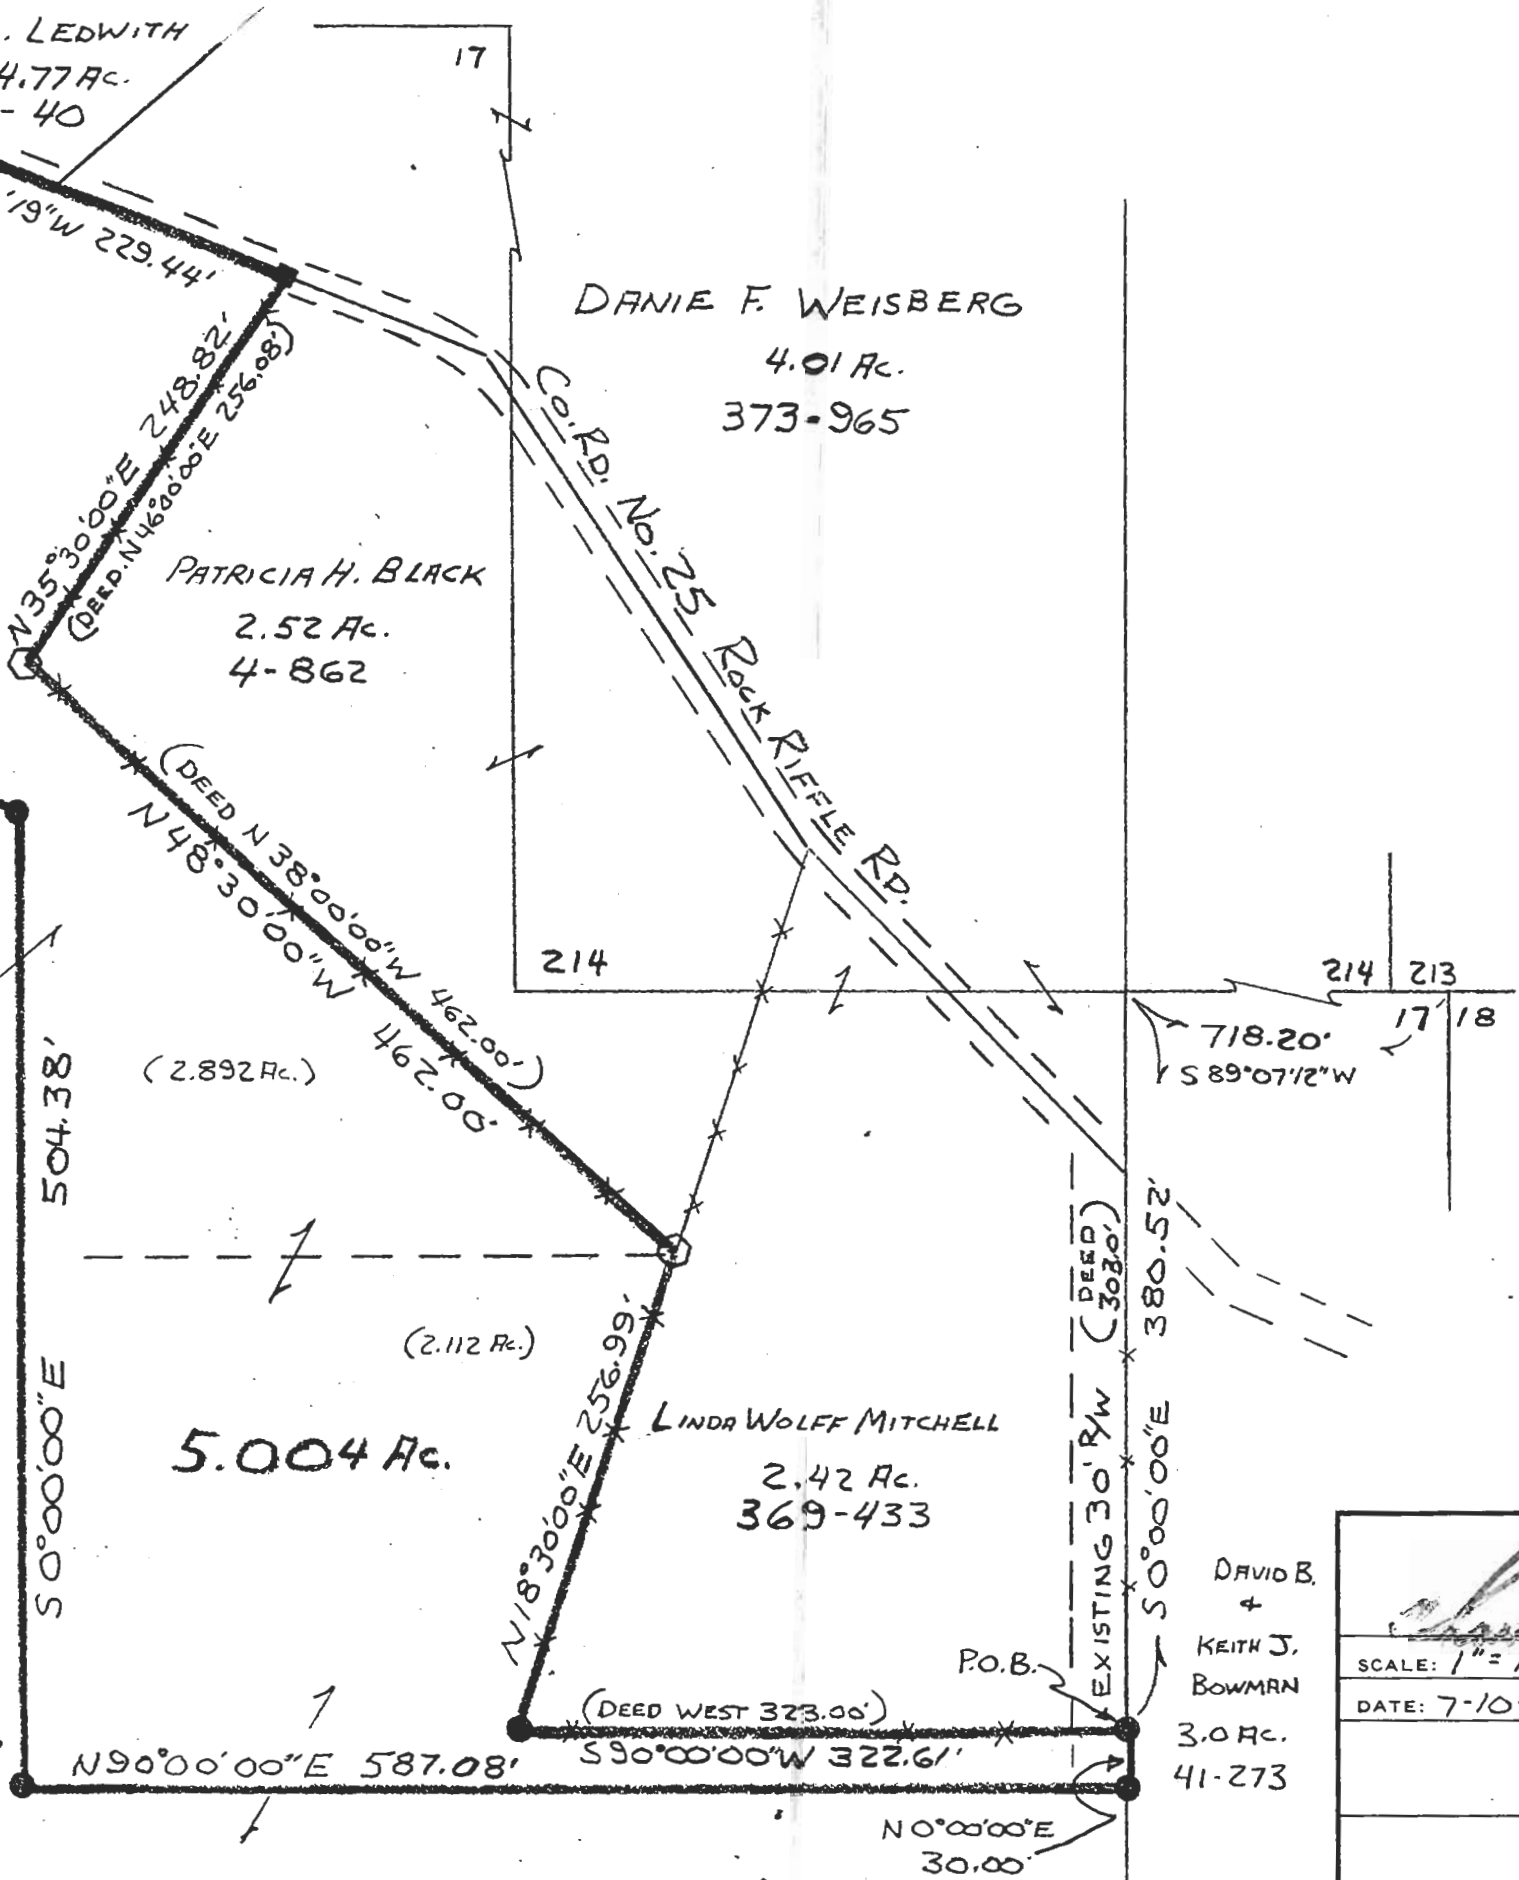 . LEDWITH
4.77 AC.
- 40
17
'19"W 229.44'
DANIE F. WEISBERG
4.01 AC.
373-965
CO. RD. NO. 25 ROCK RIFFLE RD.
N35°30'00"E 248.82'
(DEED N46°00'00"E 256.08')
PATRICIA H. BLACK
2.52 AC.
4-862
(DEED N 38°00'00"W 462.00')
N 48°30'00"W 462.00'
214
214 213
17 18
718.20'
S 89°07'12"W
(2.892 AC.)
504.38'
S 0°00'00"E
(2.112 AC.)
5.004 AC.
N18°30'00"E 256.99'
LINDA WOLFF MITCHELL
2.42 AC.
369-433
EXISTING 30' R/W
(DEED
303.0')
S 0°00'00"E 380.52'
DAVID B.
&
KEITH J.
BOWMAN
3.0 AC.
41-273
P.O.B.
(DEED WEST 323.00')
S90°00'00"W 322.61'
N90°00'00"E 587.08'
N 0°00'00"E
30.00'
SCALE: 1"=
DATE: 7-10